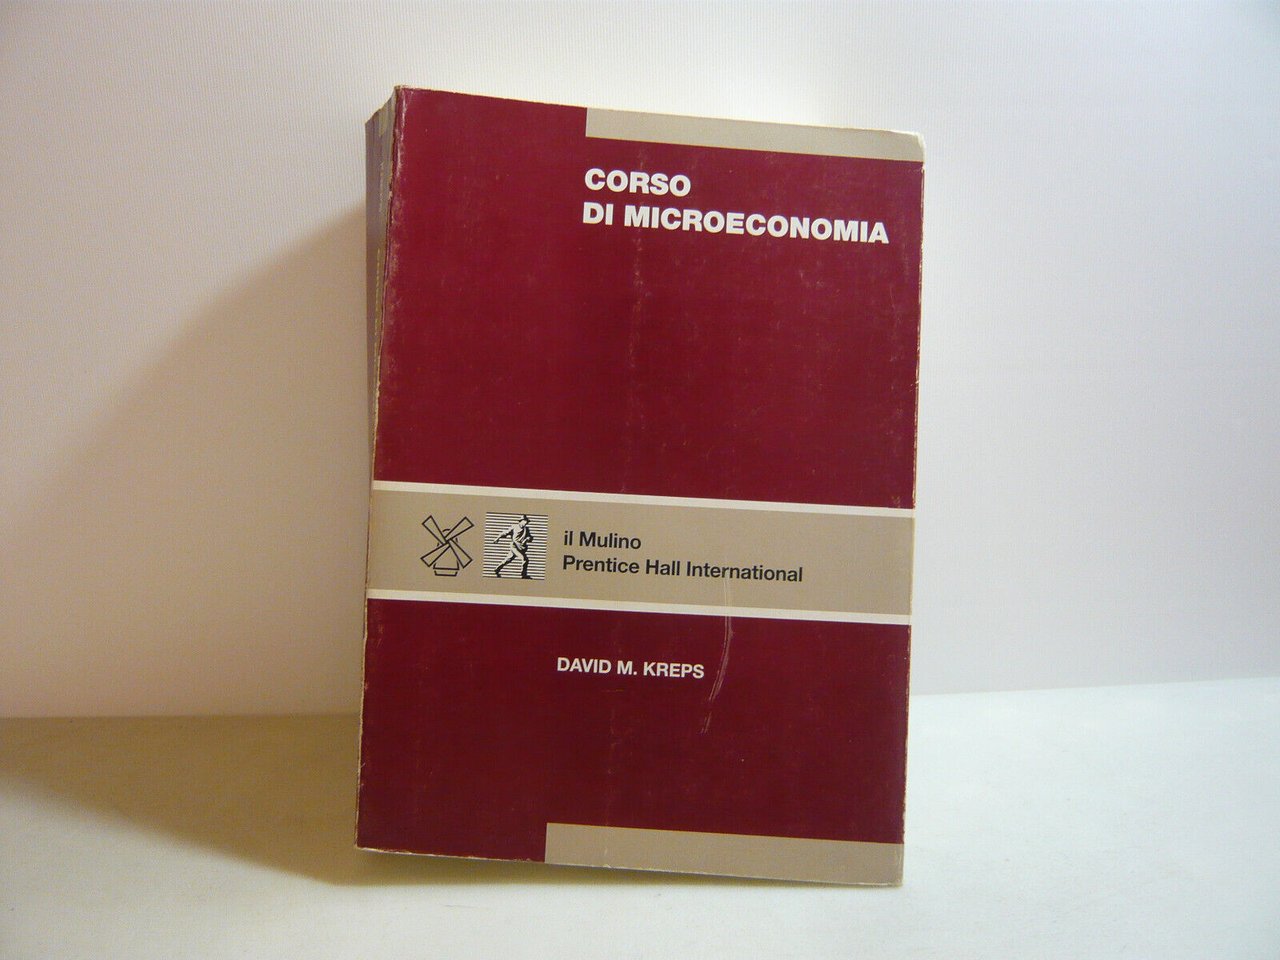 CORSO
DI MICROECONOMIA
il Mulino
Prentice Hall International
DAVID M. KREPS